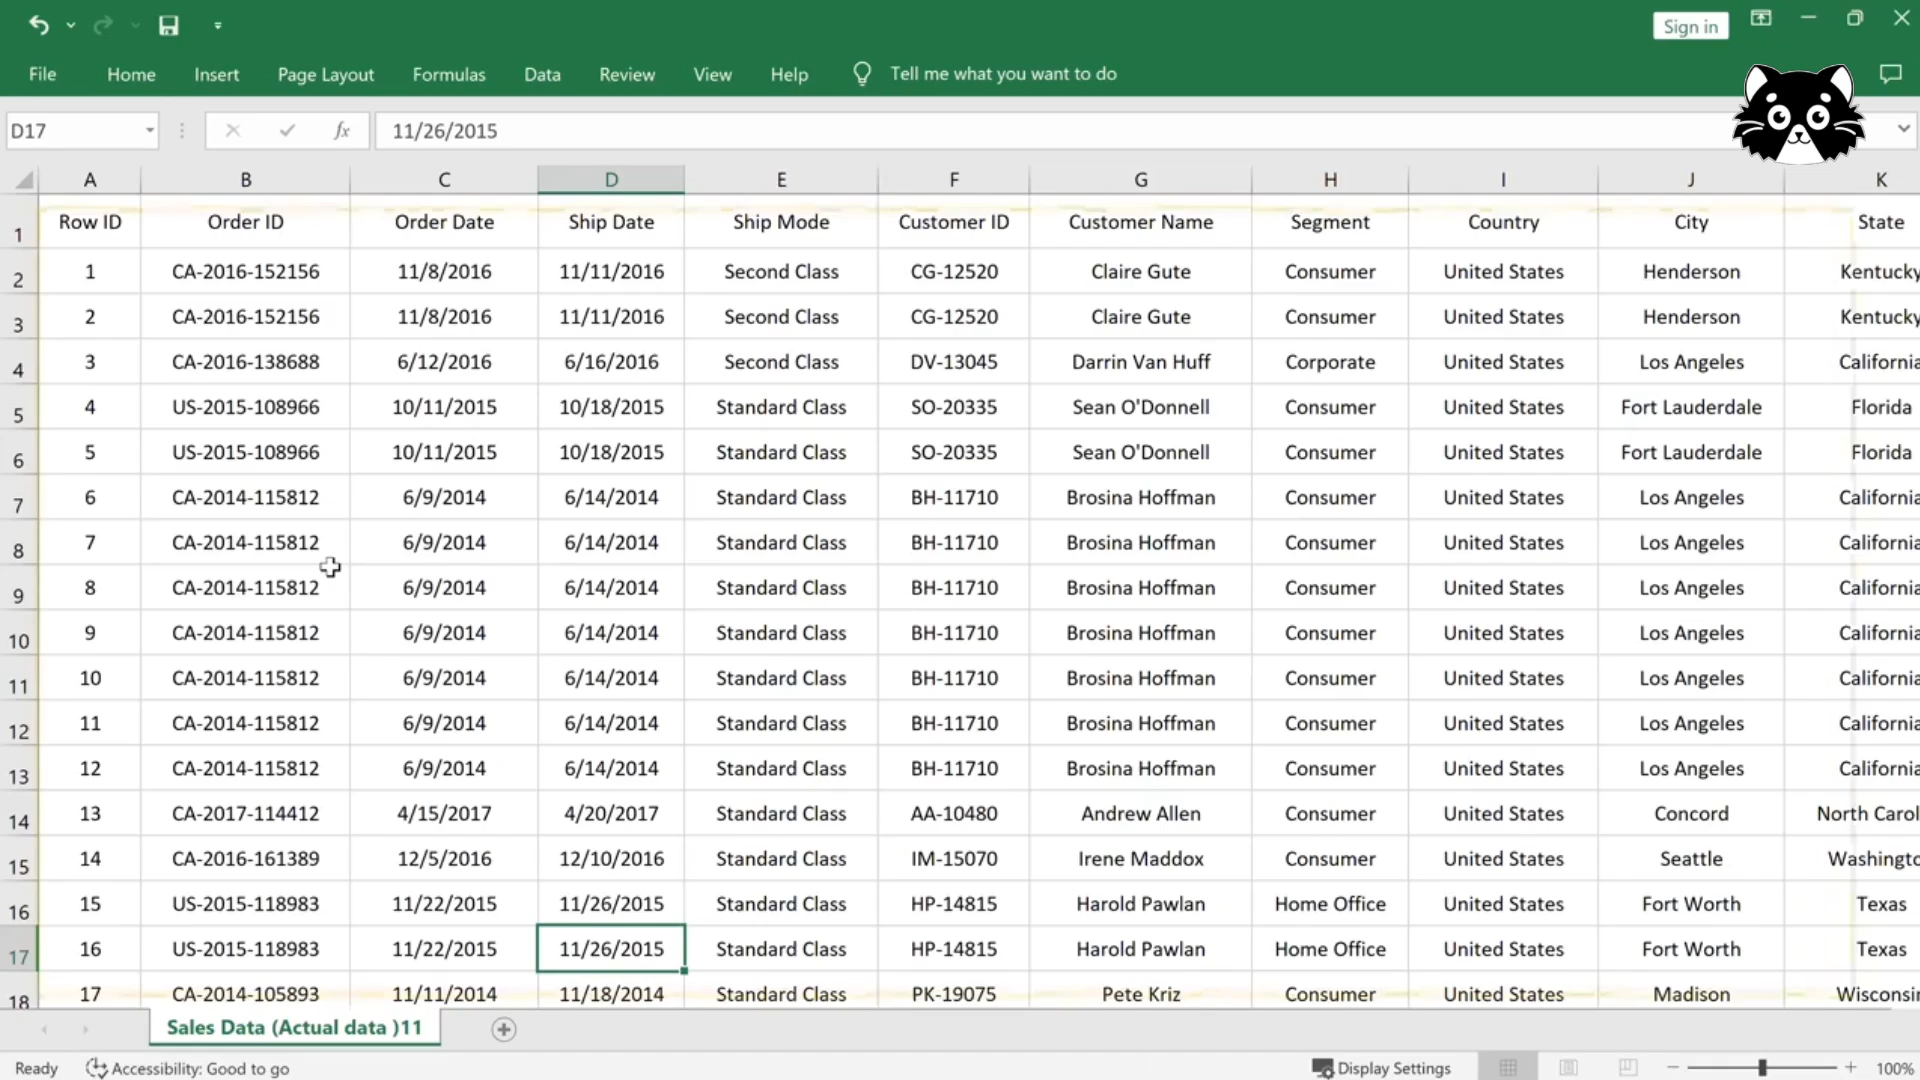 Sign in
File Home Insert Page Layout Formulas Data Review View Help Tell me what you want to do
D17 fx 11/26/2015
A B C D E F G H I J K
1 Row ID Order ID Order Date Ship Date Ship Mode Customer ID Customer Name Segment Country City State
2 1 CA-2016-152156 11/8/2016 11/11/2016 Second Class CG-12520 Claire Gute Consumer United States Henderson Kentucky
3 2 CA-2016-152156 11/8/2016 11/11/2016 Second Class CG-12520 Claire Gute Consumer United States Henderson Kentucky
4 3 CA-2016-138688 6/12/2016 6/16/2016 Second Class DV-13045 Darrin Van Huff Corporate United States Los Angeles California
5 4 US-2015-108966 10/11/2015 10/18/2015 Standard Class SO-20335 Sean O'Donnell Consumer United States Fort Lauderdale Florida
6 5 US-2015-108966 10/11/2015 10/18/2015 Standard Class SO-20335 Sean O'Donnell Consumer United States Fort Lauderdale Florida
7 6 CA-2014-115812 6/9/2014 6/14/2014 Standard Class BH-11710 Brosina Hoffman Consumer United States Los Angeles California
8 7 CA-2014-115812 6/9/2014 6/14/2014 Standard Class BH-11710 Brosina Hoffman Consumer United States Los Angeles California
9 8 CA-2014-115812 6/9/2014 6/14/2014 Standard Class BH-11710 Brosina Hoffman Consumer United States Los Angeles California
10 9 CA-2014-115812 6/9/2014 6/14/2014 Standard Class BH-11710 Brosina Hoffman Consumer United States Los Angeles California
11 10 CA-2014-115812 6/9/2014 6/14/2014 Standard Class BH-11710 Brosina Hoffman Consumer United States Los Angeles California
12 11 CA-2014-115812 6/9/2014 6/14/2014 Standard Class BH-11710 Brosina Hoffman Consumer United States Los Angeles California
13 12 CA-2014-115812 6/9/2014 6/14/2014 Standard Class BH-11710 Brosina Hoffman Consumer United States Los Angeles California
14 13 CA-2017-114412 4/15/2017 4/20/2017 Standard Class AA-10480 Andrew Allen Consumer United States Concord North Carol
15 14 CA-2016-161389 12/5/2016 12/10/2016 Standard Class IM-15070 Irene Maddox Consumer United States Seattle Washingto
16 15 US-2015-118983 11/22/2015 11/26/2015 Standard Class HP-14815 Harold Pawlan Home Office United States Fort Worth Texas
17 16 US-2015-118983 11/22/2015 11/26/2015 Standard Class HP-14815 Harold Pawlan Home Office United States Fort Worth Texas
18 17 CA-2014-105893 11/11/2014 11/18/2014 Standard Class PK-19075 Pete Kriz Consumer United States Madison Wisconsin
Sales Data (Actual data )11
Ready Accessibility: Good to go Display Settings 100%